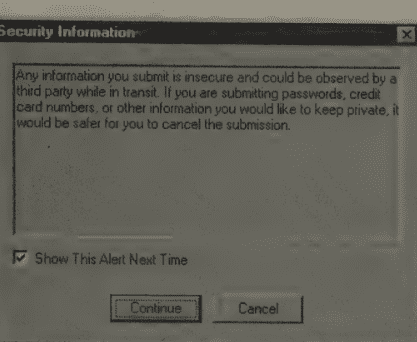 Security Information
Any information you submit is insecure and could be observed by a
third party while in transit. If you are submitting passwords, credit
card numbers, or other information you would like to keep private, it
would be safer for you to cancel the submission.
Show This Alert Next Time
Continue
Cancel